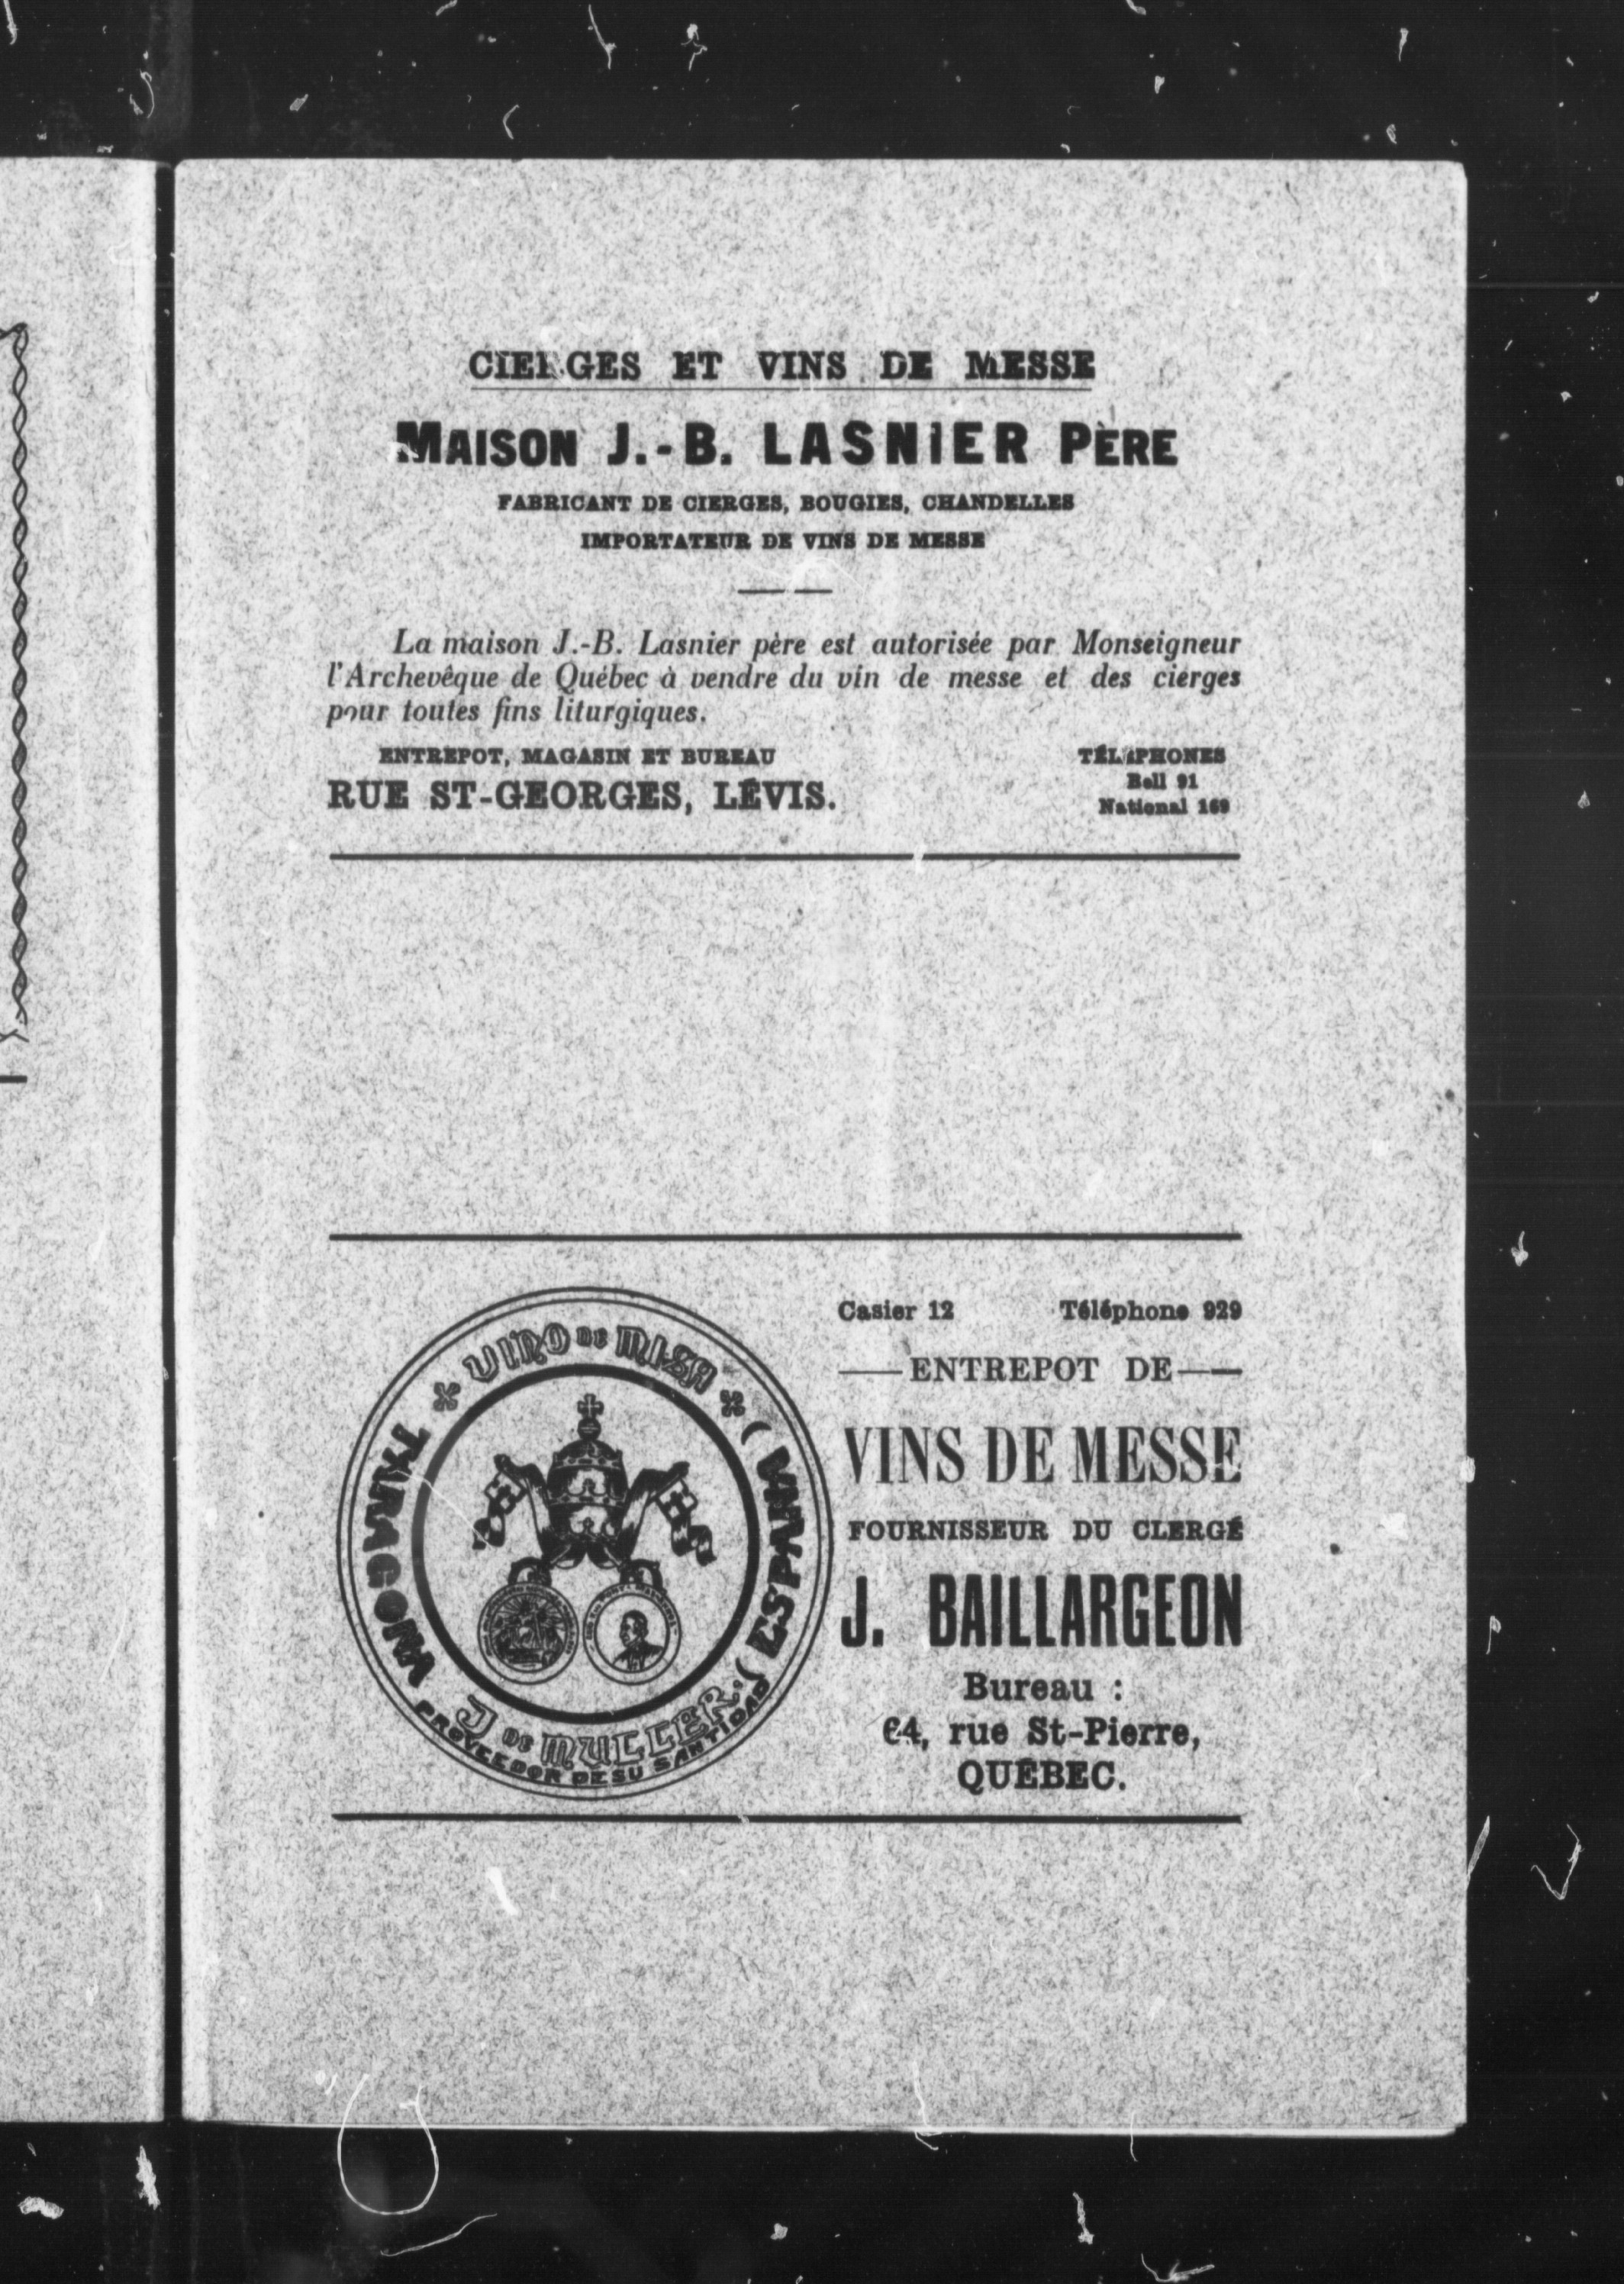 CIERGES ET VINS DE MESSE
MAISON J.-B. LASNIER PÈRE
FABRICANT DE CIERGES, BOUGIES, CHANDELLES
IMPORTATEUR DE VINS DE MESSE
La maison J.-B. Lasnier père est autorisée par Monseigneur
l'Archevêque de Québec à vendre du vin de messe et des cierges
pour toutes fins liturgiques.
ENTREPOT, MAGASIN ET BUREAU
RUE ST-GEORGES, LÉVIS.
TÉLÉPHONES
Bell 91
National 169
VINO DE MISA
TARAGONA
(ESPAÑA)
J DE MULLER
PROVEEDOR DE SU SANTIDAD
Casier 12 Téléphone 929
ENTREPOT DE
VINS DE MESSE
FOURNISSEUR DU CLERGÉ
J. BAILLARGEON
Bureau :
64, rue St-Pierre,
QUÉBEC.